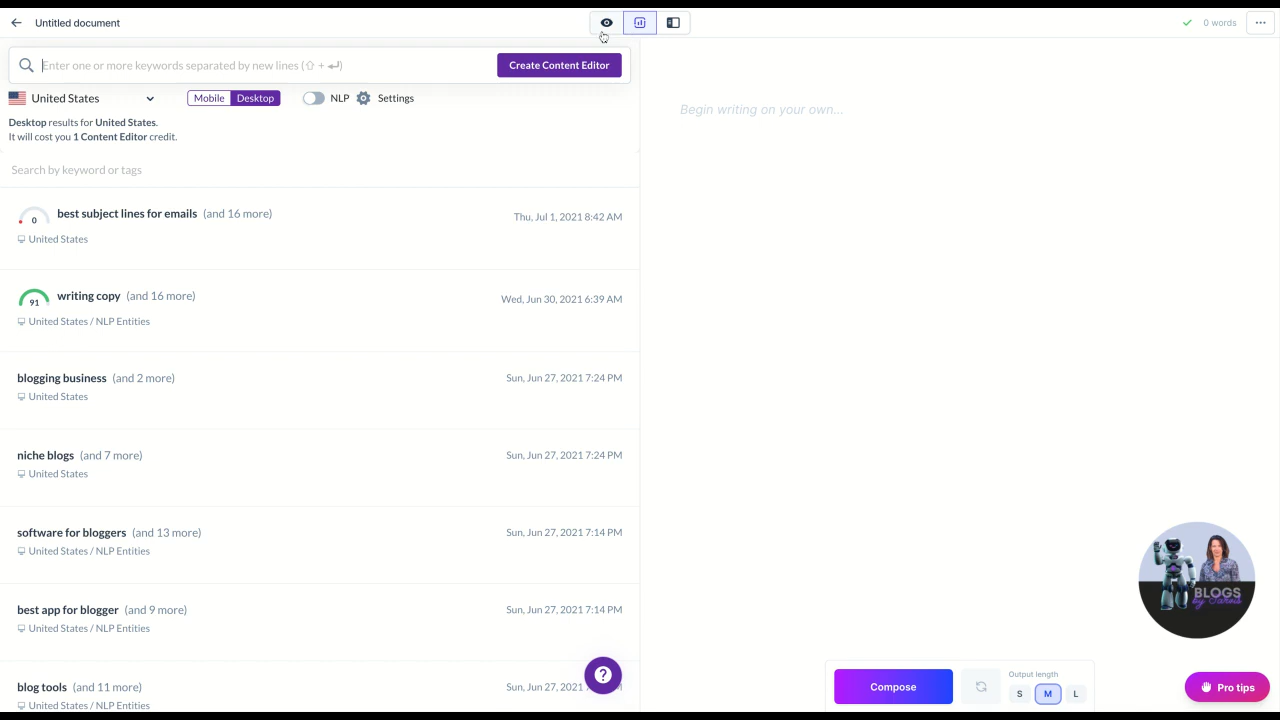 Untitled document
0 words
Enter one or more keywords separated by new lines (⇧ + ↵)
Create Content Editor
United States
Mobile Desktop
NLP
Settings
Desktop results for United States.
It will cost you 1 Content Editor credit.
Begin writing on your own...
Search by keyword or tags
0
best subject lines for emails (and 16 more)
Thu, Jul 1, 2021 8:42 AM
United States
91
writing copy (and 16 more)
Wed, Jun 30, 2021 6:39 AM
United States / NLP Entities
blogging business (and 2 more)
Sun, Jun 27, 2021 7:24 PM
United States
niche blogs (and 7 more)
Sun, Jun 27, 2021 7:24 PM
United States
software for bloggers (and 13 more)
Sun, Jun 27, 2021 7:14 PM
United States / NLP Entities
best app for blogger (and 9 more)
Sun, Jun 27, 2021 7:14 PM
United States / NLP Entities
blog tools (and 11 more)
Sun, Jun 27, 2021
United States / NLP Entities
?
BLOGS
by Jarvis
Compose
Output length
S M L
Pro tips